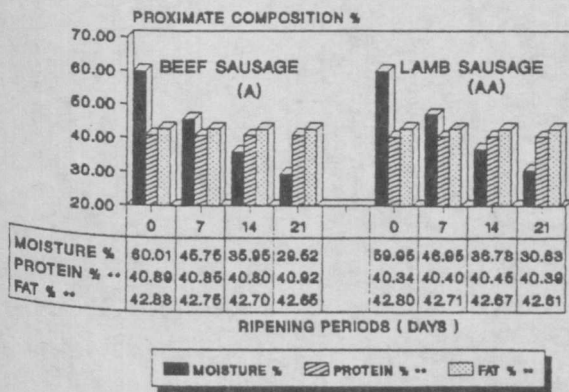 PROXIMATE COMPOSITION %
70.00
60.00
50.00
40.00
30.00
20.00
BEEF SAUSAGE
(A)
LAMB SAUSAGE
(AA)
0 7 14 21 0 7 14 21
MOISTURE % 60.01 45.75 35.95 29.52 59.95 46.95 36.78 30.53
PROTEIN % ** 40.89 40.85 40.80 40.92 40.34 40.40 40.45 40.39
FAT % ** 42.88 42.75 42.70 42.65 42.80 42.71 42.67 42.61
RIPENING PERIODS ( DAYS )
MOISTURE % PROTEIN % ** FAT % **